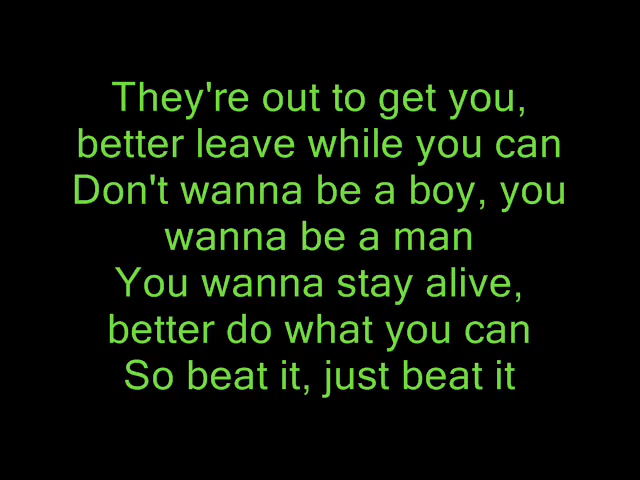 They're out to get you,
better leave while you can
Don't wanna be a boy, you
wanna be a man
You wanna stay alive,
better do what you can
So beat it, just beat it